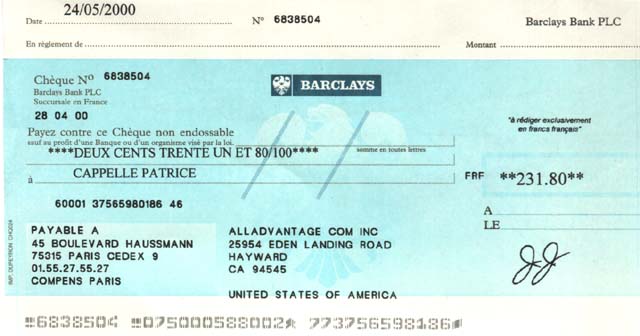 24/05/2000
Date N° 6838504 Barclays Bank PLC
En règlement de Montant
Chèque N° 6838504
Barclays Bank PLC
Succursale en France
BARCLAYS
28 04 00
"à rédiger exclusivement
en francs français"
Payez contre ce Chèque non endossable
sauf au profit d'une Banque ou d'un organisme visé par la loi.
****DEUX CENTS TRENTE UN ET 80/100**** somme en toutes lettres
à CAPPELLE PATRICE FRF **231.80**
60001 37565980186 46
A
LE
PAYABLE A
45 BOULEVARD HAUSSMANN
75315 PARIS CEDEX 9
01.55.27.55.27
COMPENS PARIS
ALLADVANTAGE COM INC
25954 EDEN LANDING ROAD
HAYWARD
CA 94545
UNITED STATES OF AMERICA
6838504 075000588002 773756598186